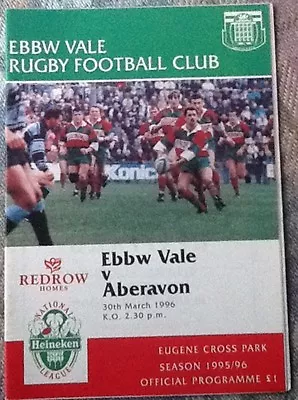 EBBW VALE
RUGBY FOOTBALL CLUB
Konica
REDROW
HOMES
Ebbw Vale
v
Aberavon
30th March 1996
K.O. 2.30 p.m.
NATIONAL
Heineken
LEAGUE
EUGENE CROSS PARK
SEASON 1995/96
OFFICIAL PROGRAMME £1